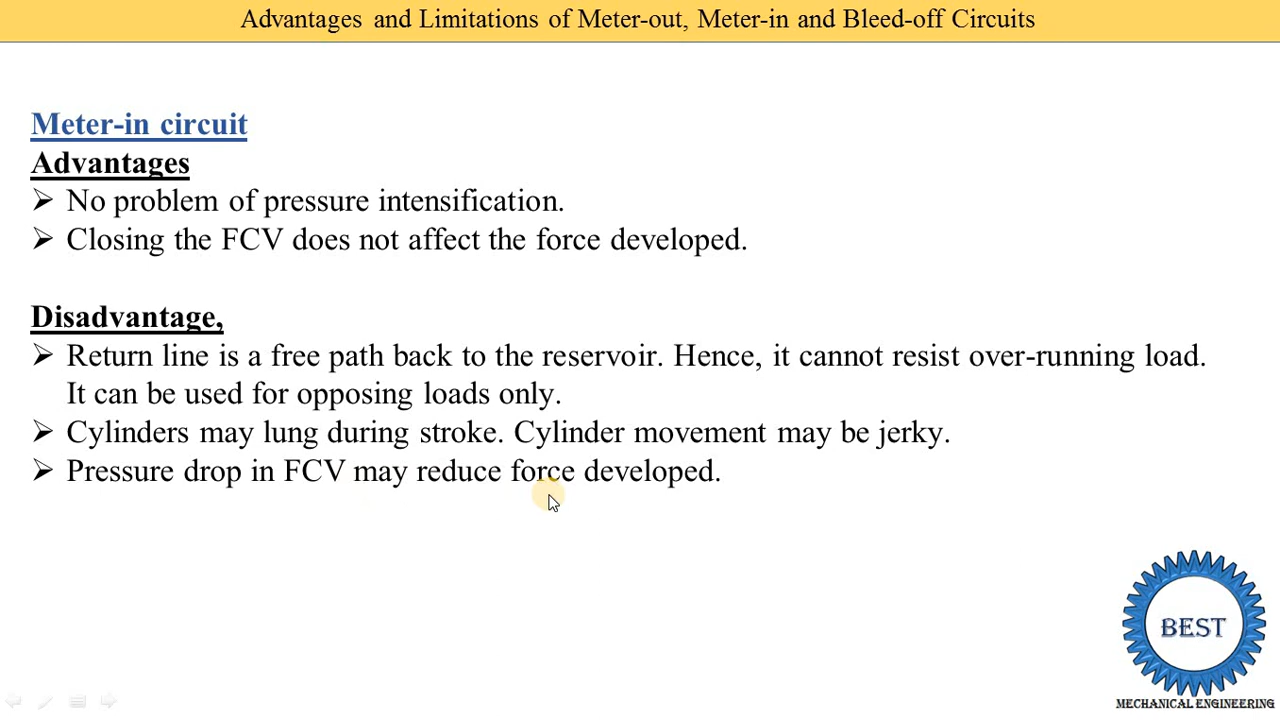 Advantages and Limitations of Meter-out, Meter-in and Bleed-off Circuits
Meter-in circuit
Advantages
➢ No problem of pressure intensification.
➢ Closing the FCV does not affect the force developed.
Disadvantage,
➢ Return line is a free path back to the reservoir. Hence, it cannot resist over-running load.
It can be used for opposing loads only.
➢ Cylinders may lung during stroke. Cylinder movement may be jerky.
➢ Pressure drop in FCV may reduce force developed.
BEST
MECHANICAL ENGINEERING